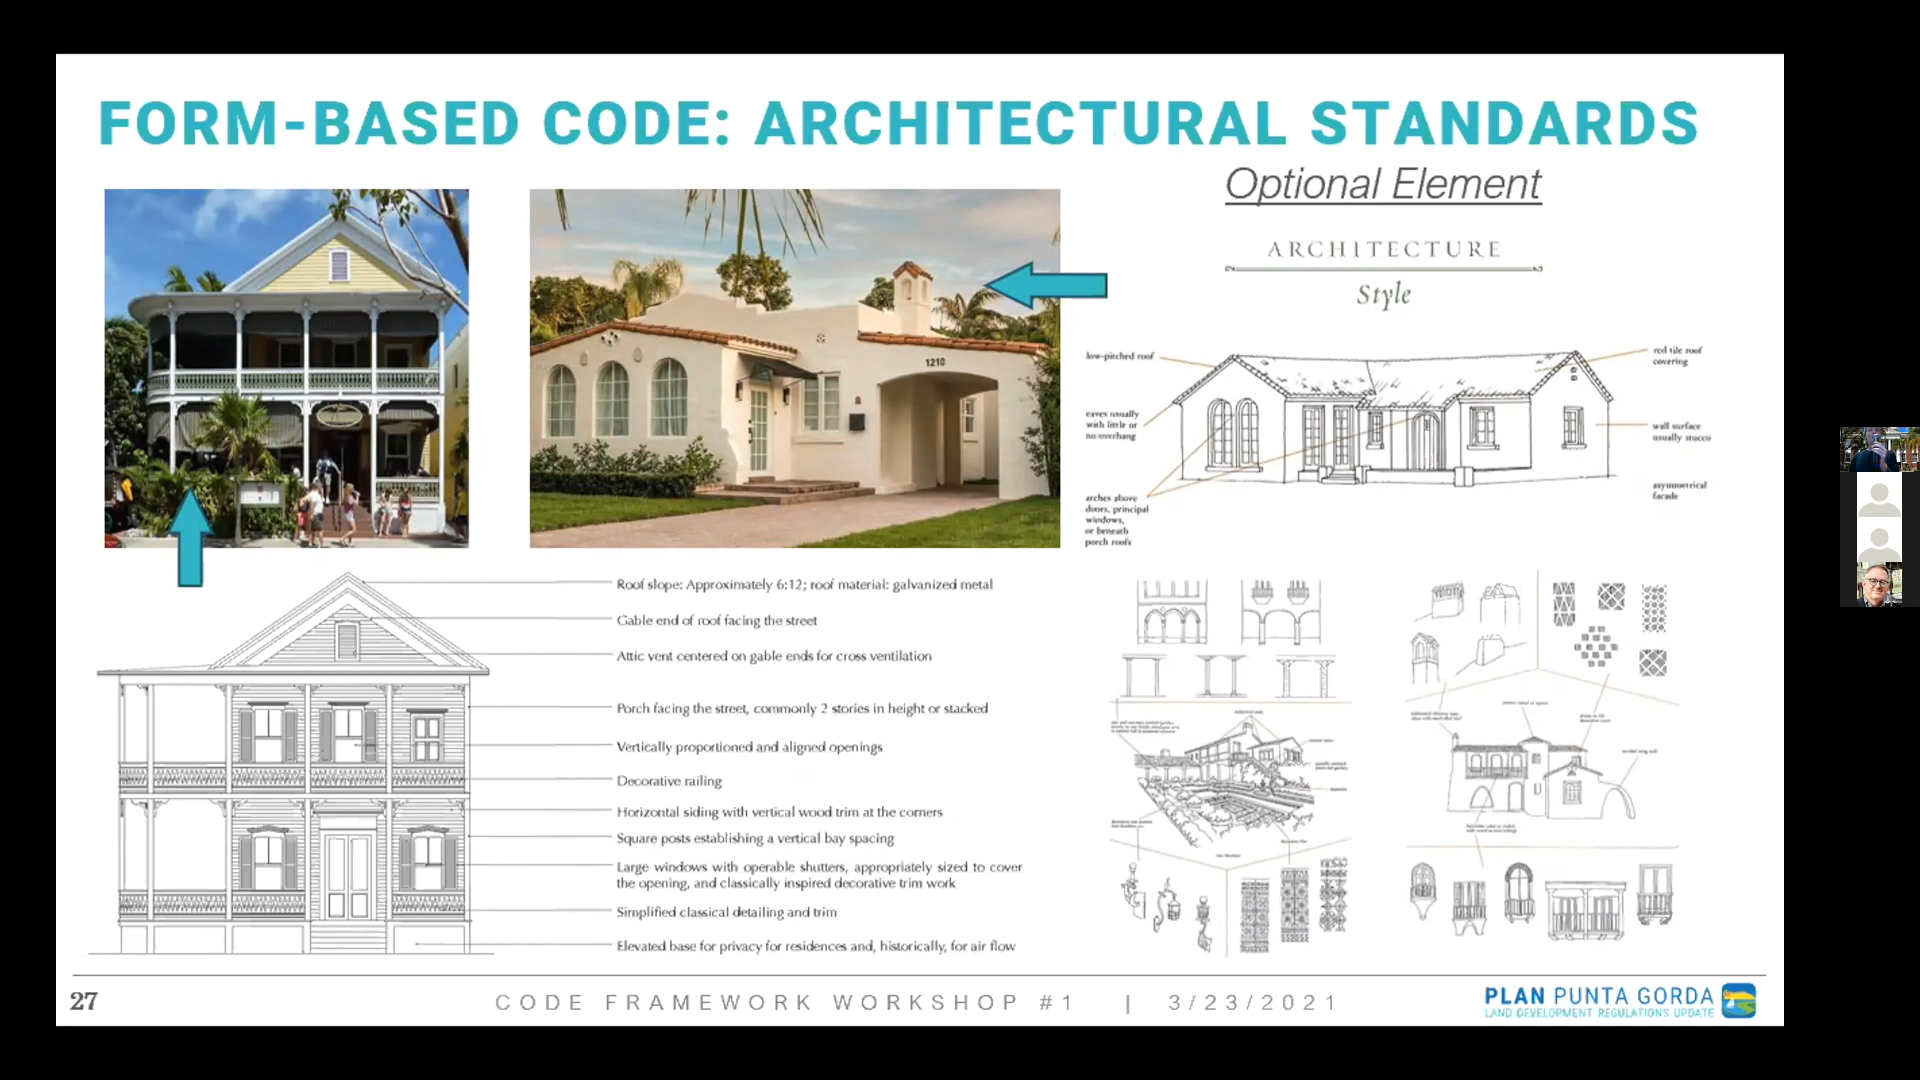 FORM-BASED CODE: ARCHITECTURAL STANDARDS
Optional Element
ARCHITECTURE
Style
1210
low-pitched roof
eaves usually
with little or
no overhang
arches above
doors, principal
windows,
or beneath
porch roofs
red tile roof
covering
wall surface
usually stucco
asymmetrical
facade
Roof slope: Approximately 6:12; roof material: galvanized metal
Gable end of roof facing the street
Attic vent centered on gable ends for cross ventilation
Porch facing the street, commonly 2 stories in height or stacked
Vertically proportioned and aligned openings
Decorative railing
Horizontal siding with vertical wood trim at the corners
Square posts establishing a vertical bay spacing
Large windows with operable shutters, appropriately sized to cover
the opening, and classically inspired decorative trim work
Simplified classical detailing and trim
Elevated base for privacy for residences and, historically, for air flow
27
CODE FRAMEWORK WORKSHOP #1 | 3/23/2021
PLAN PUNTA GORDA
LAND DEVELOPMENT REGULATIONS UPDATE